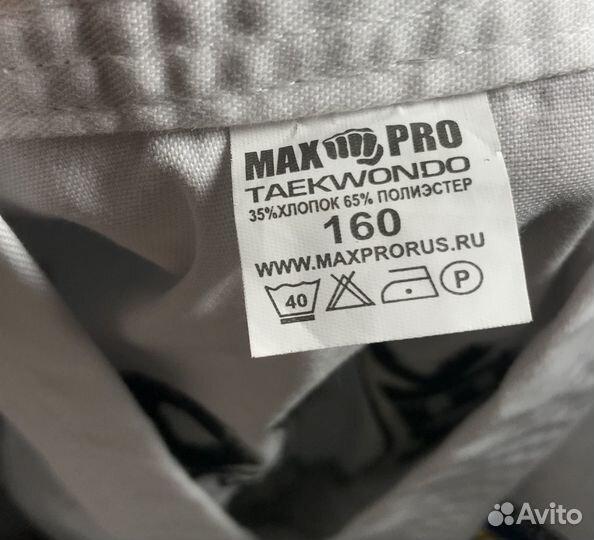 MAX PRO
TAEKWONDO
35%ХЛОПОК 65% ПОЛИЭСТЕР
160
WWW.MAXPRORUS.RU
40 P
Avito